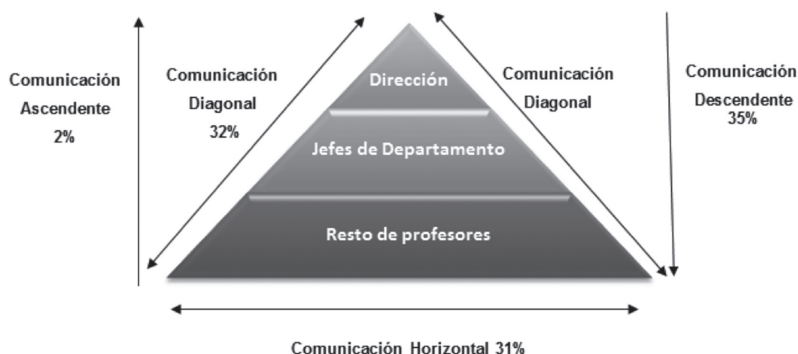 Comunicación
Ascendente
2%
Comunicación
Diagonal
32%
Dirección
Jefes de Departamento
Resto de profesores
Comunicación
Diagonal
Comunicación
Descendente
35%
Comunicación Horizontal 31%